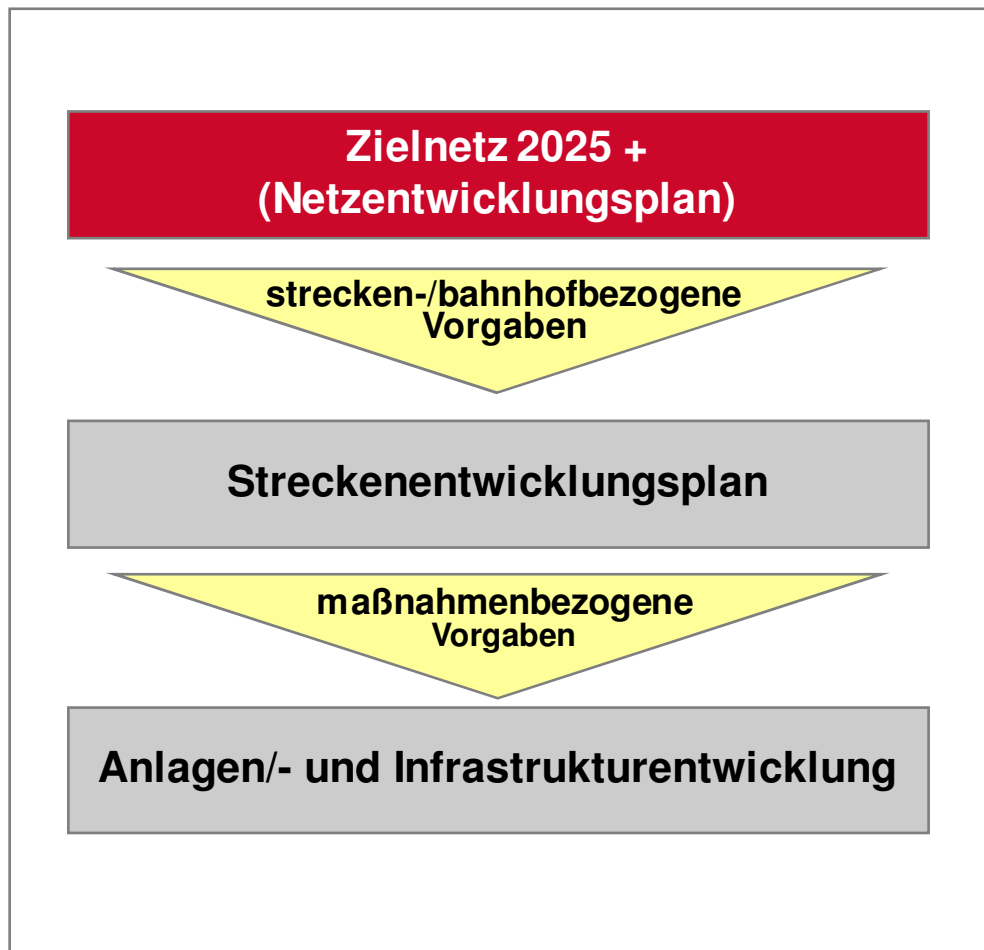 Zielnetz 2025 +
(Netzentwicklungsplan)
strecken-/bahnhofbezogene
Vorgaben
Streckenentwicklungsplan
maßnahmenbezogene
Vorgaben
Anlagen/- und Infrastrukturentwicklung